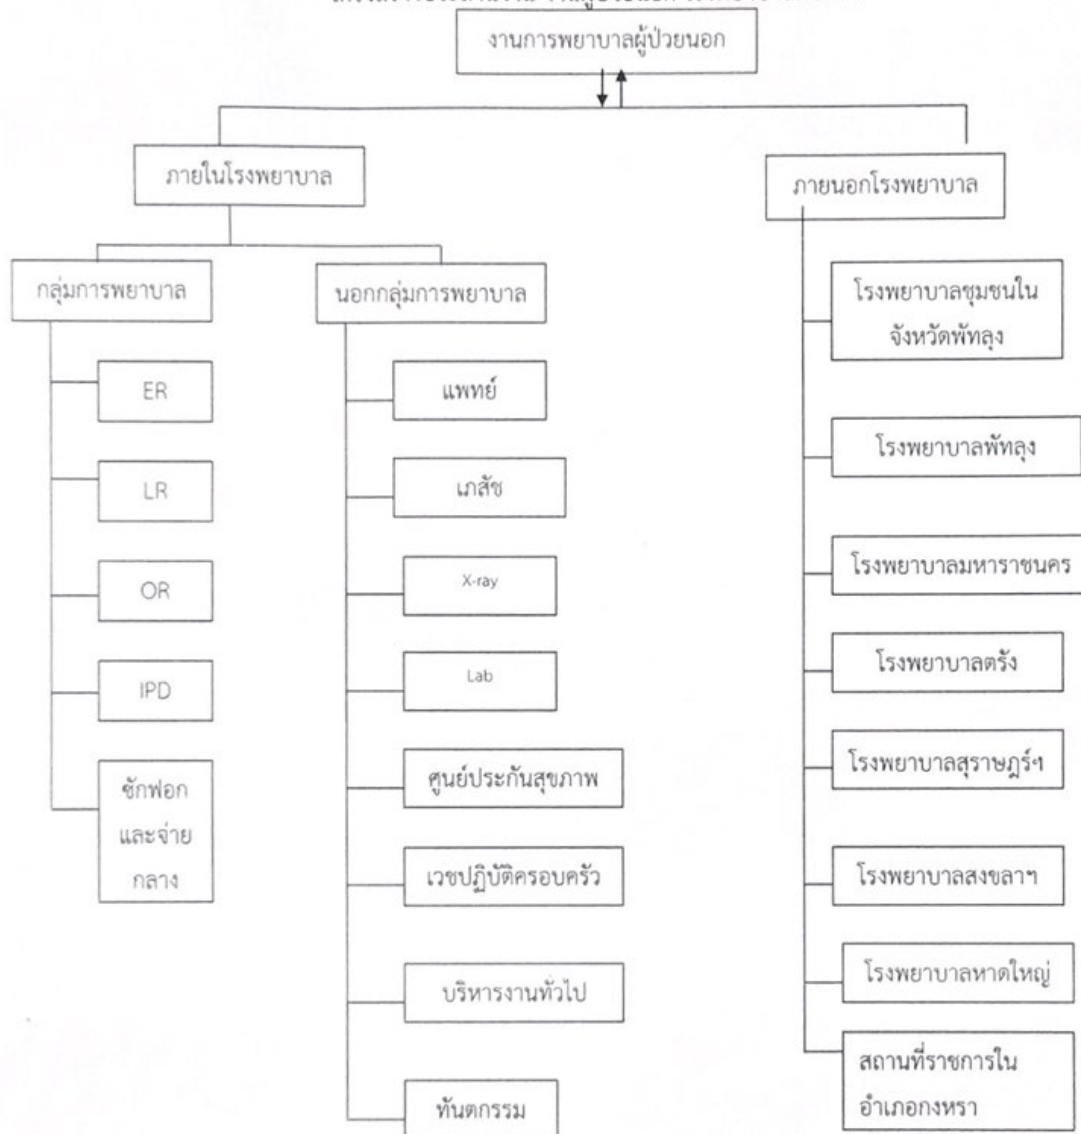 งานการพยาบาลผู้ป่วยนอก
ภายในโรงพยาบาล
ภายนอกโรงพยาบาล
กลุ่มการพยาบาล
นอกกลุ่มการพยาบาล
ER
LR
OR
IPD
ซักฟอก
และจ่าย
กลาง
แพทย์
เภสัช
X-ray
Lab
ศูนย์ประกันสุขภาพ
เวชปฏิบัติครอบครัว
บริหารงานทั่วไป
ทันตกรรม
โรงพยาบาลชุมชนใน
จังหวัดพัทลุง
โรงพยาบาลพัทลุง
โรงพยาบาลมหาราชนคร
โรงพยาบาลตรัง
โรงพยาบาลสุราษฎร์ฯ
โรงพยาบาลสงขลาฯ
โรงพยาบาลหาดใหญ่
สถานที่ราชการใน
อำเภอกงหรา